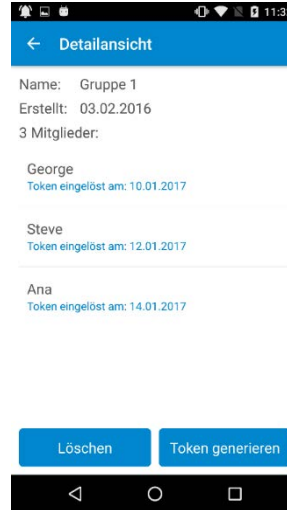 11:3
Detailansicht
Name: Gruppe 1
Erstellt: 03.02.2016
3 Mitglieder:
George
Token eingelöst am: 10.01.2017
Steve
Token eingelöst am: 12.01.2017
Ana
Token eingelöst am: 14.01.2017
Löschen Token generieren